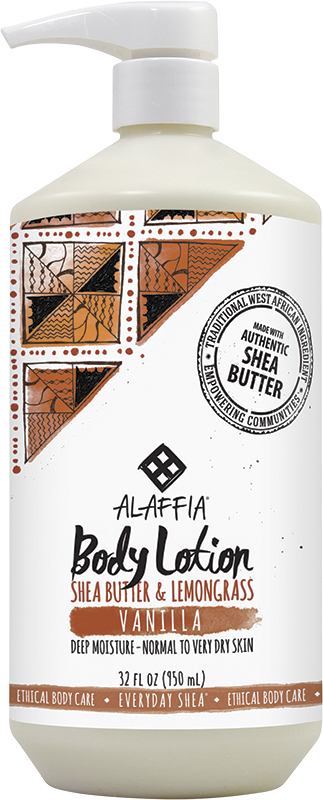 TRADITIONAL WEST AFRICAN INGREDIENT
• EMPOWERING COMMUNITIES •
MADE WITH
AUTHENTIC
SHEA
BUTTER
ALAFFIA®
Body Lotion
SHEA BUTTER & LEMONGRASS
VANILLA
DEEP MOISTURE - NORMAL TO VERY DRY SKIN
32 FL OZ (950 mL)
ETHICAL BODY CARE • EVERYDAY SHEA® • ETHICAL BODY CARE •